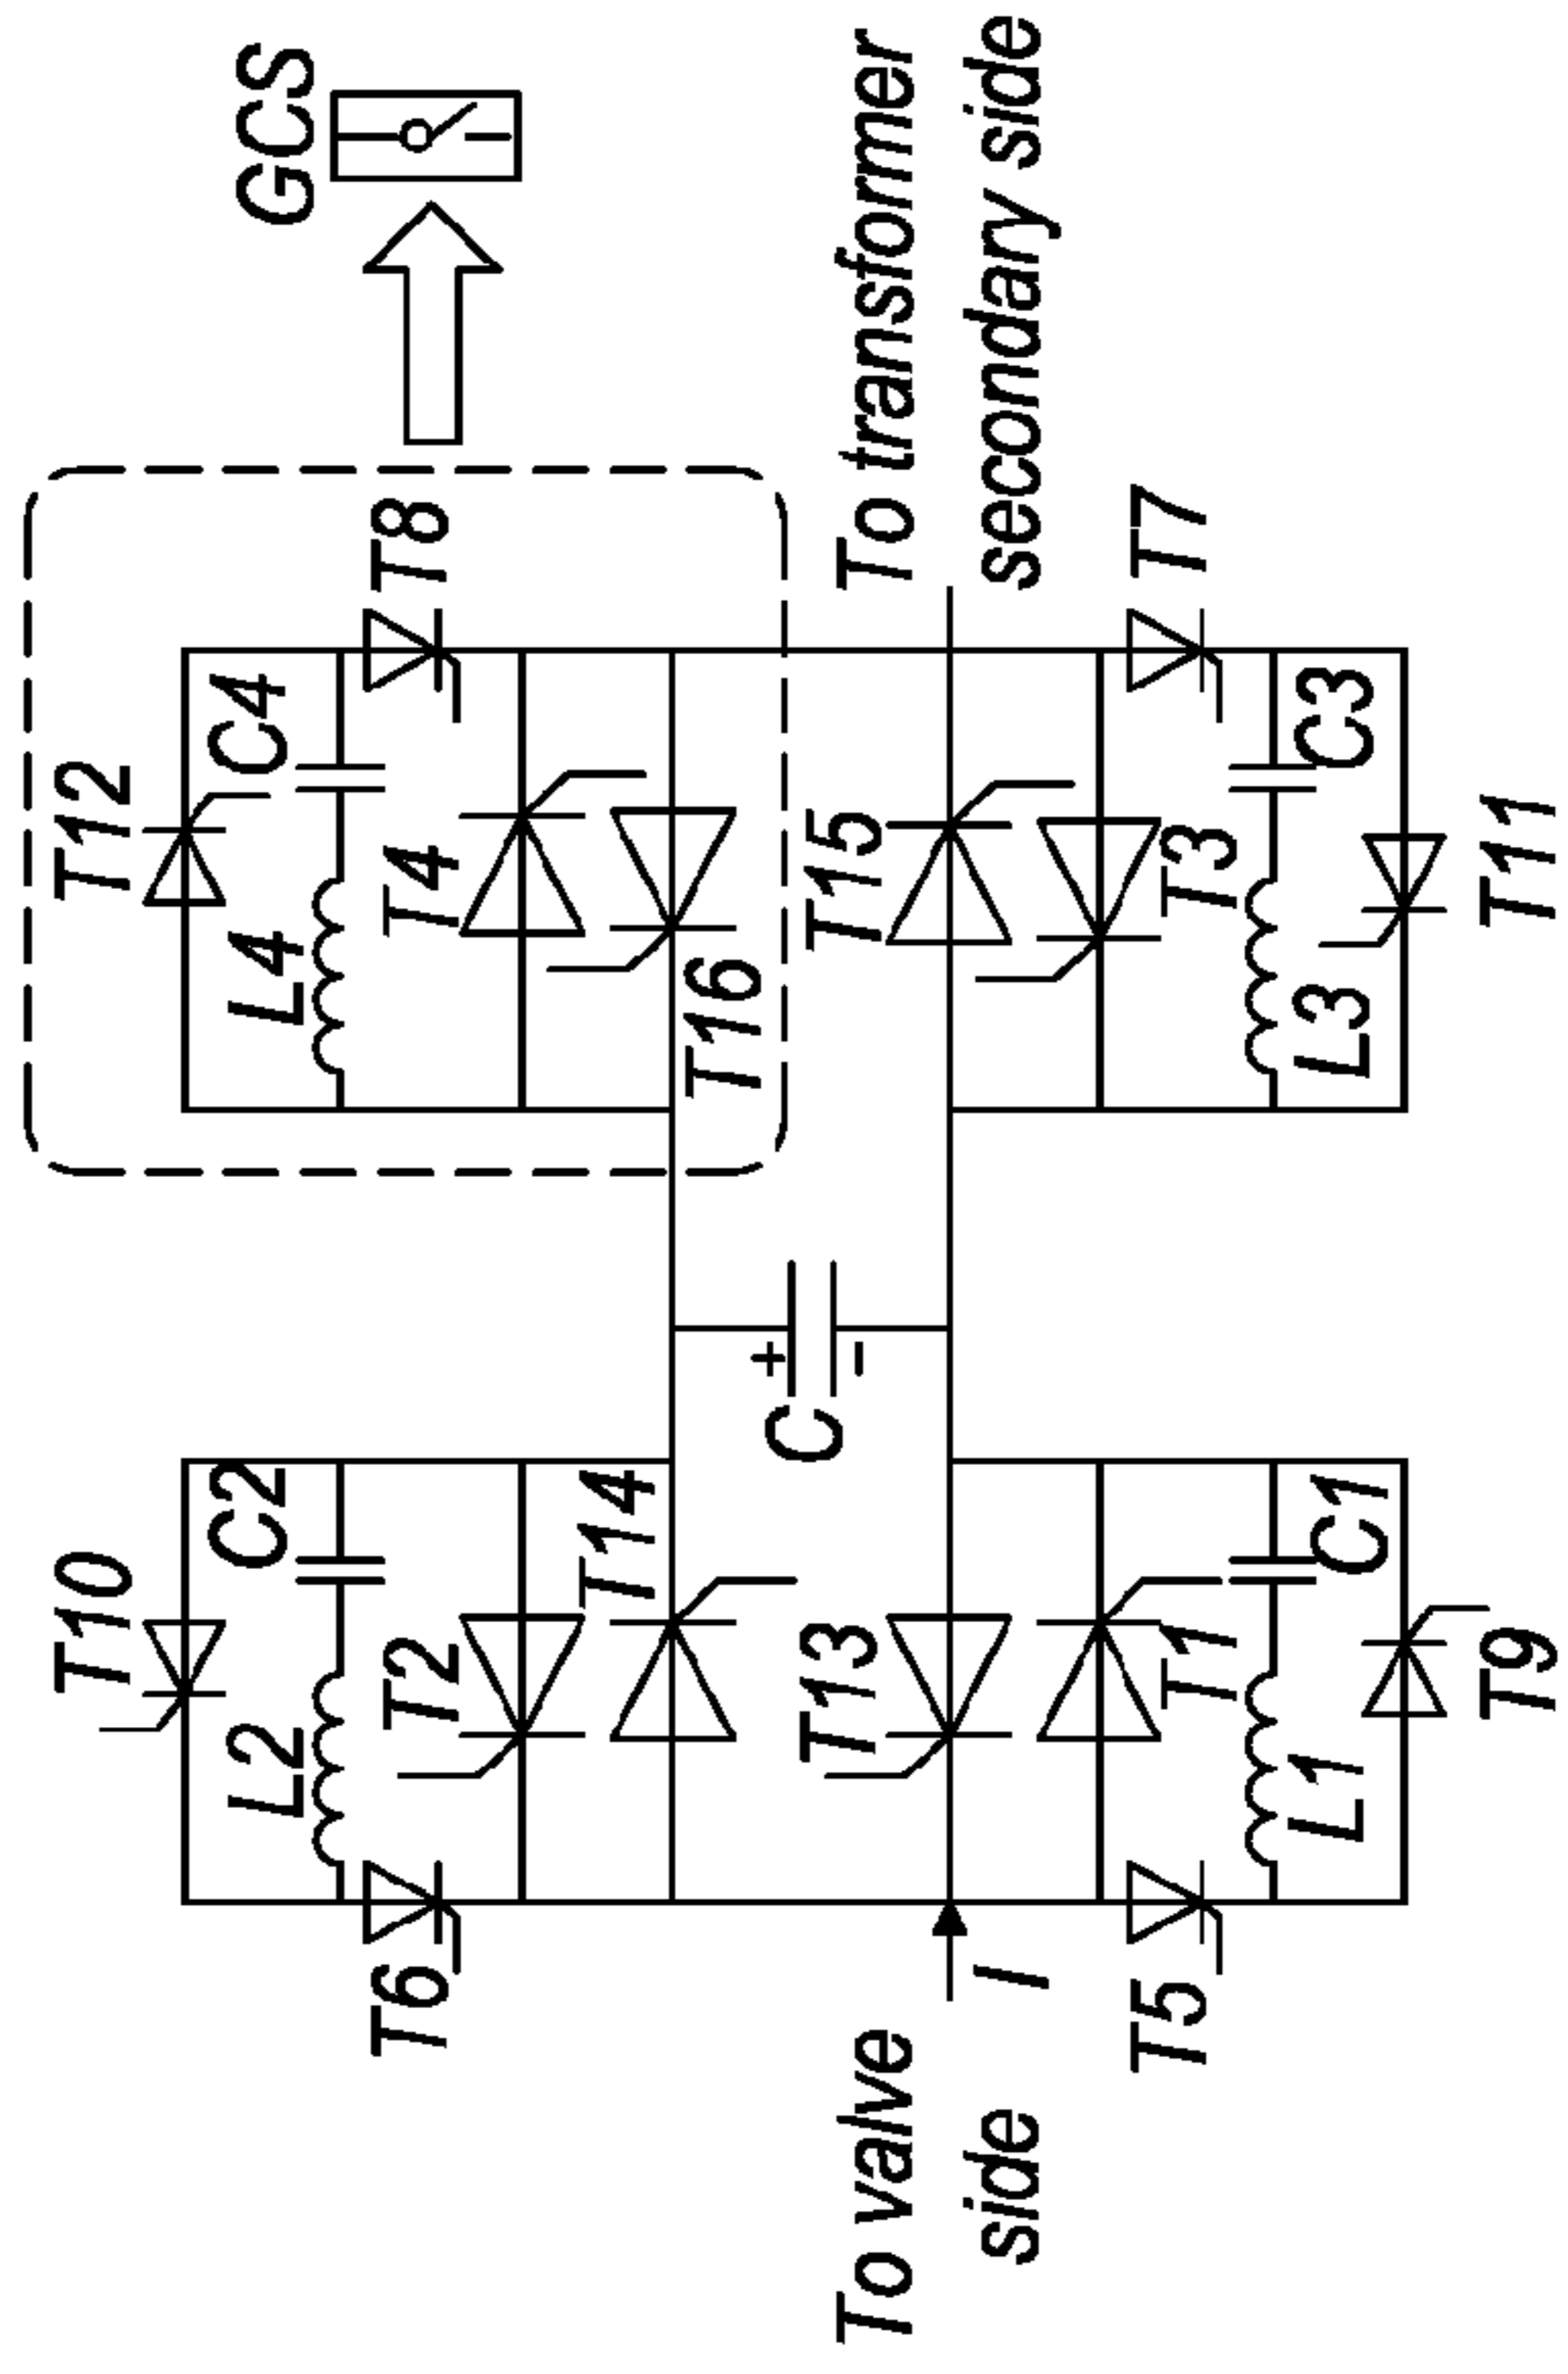 T10
T12
GCS
C2
C4
L2
L4
T6
T2
T4
T8
T14
T16
+
C
-
T13
T15
To valve
side
I
To transformer
secondary side
T5
T1
T3
T7
L1
C1
L3
C3
T9
T11